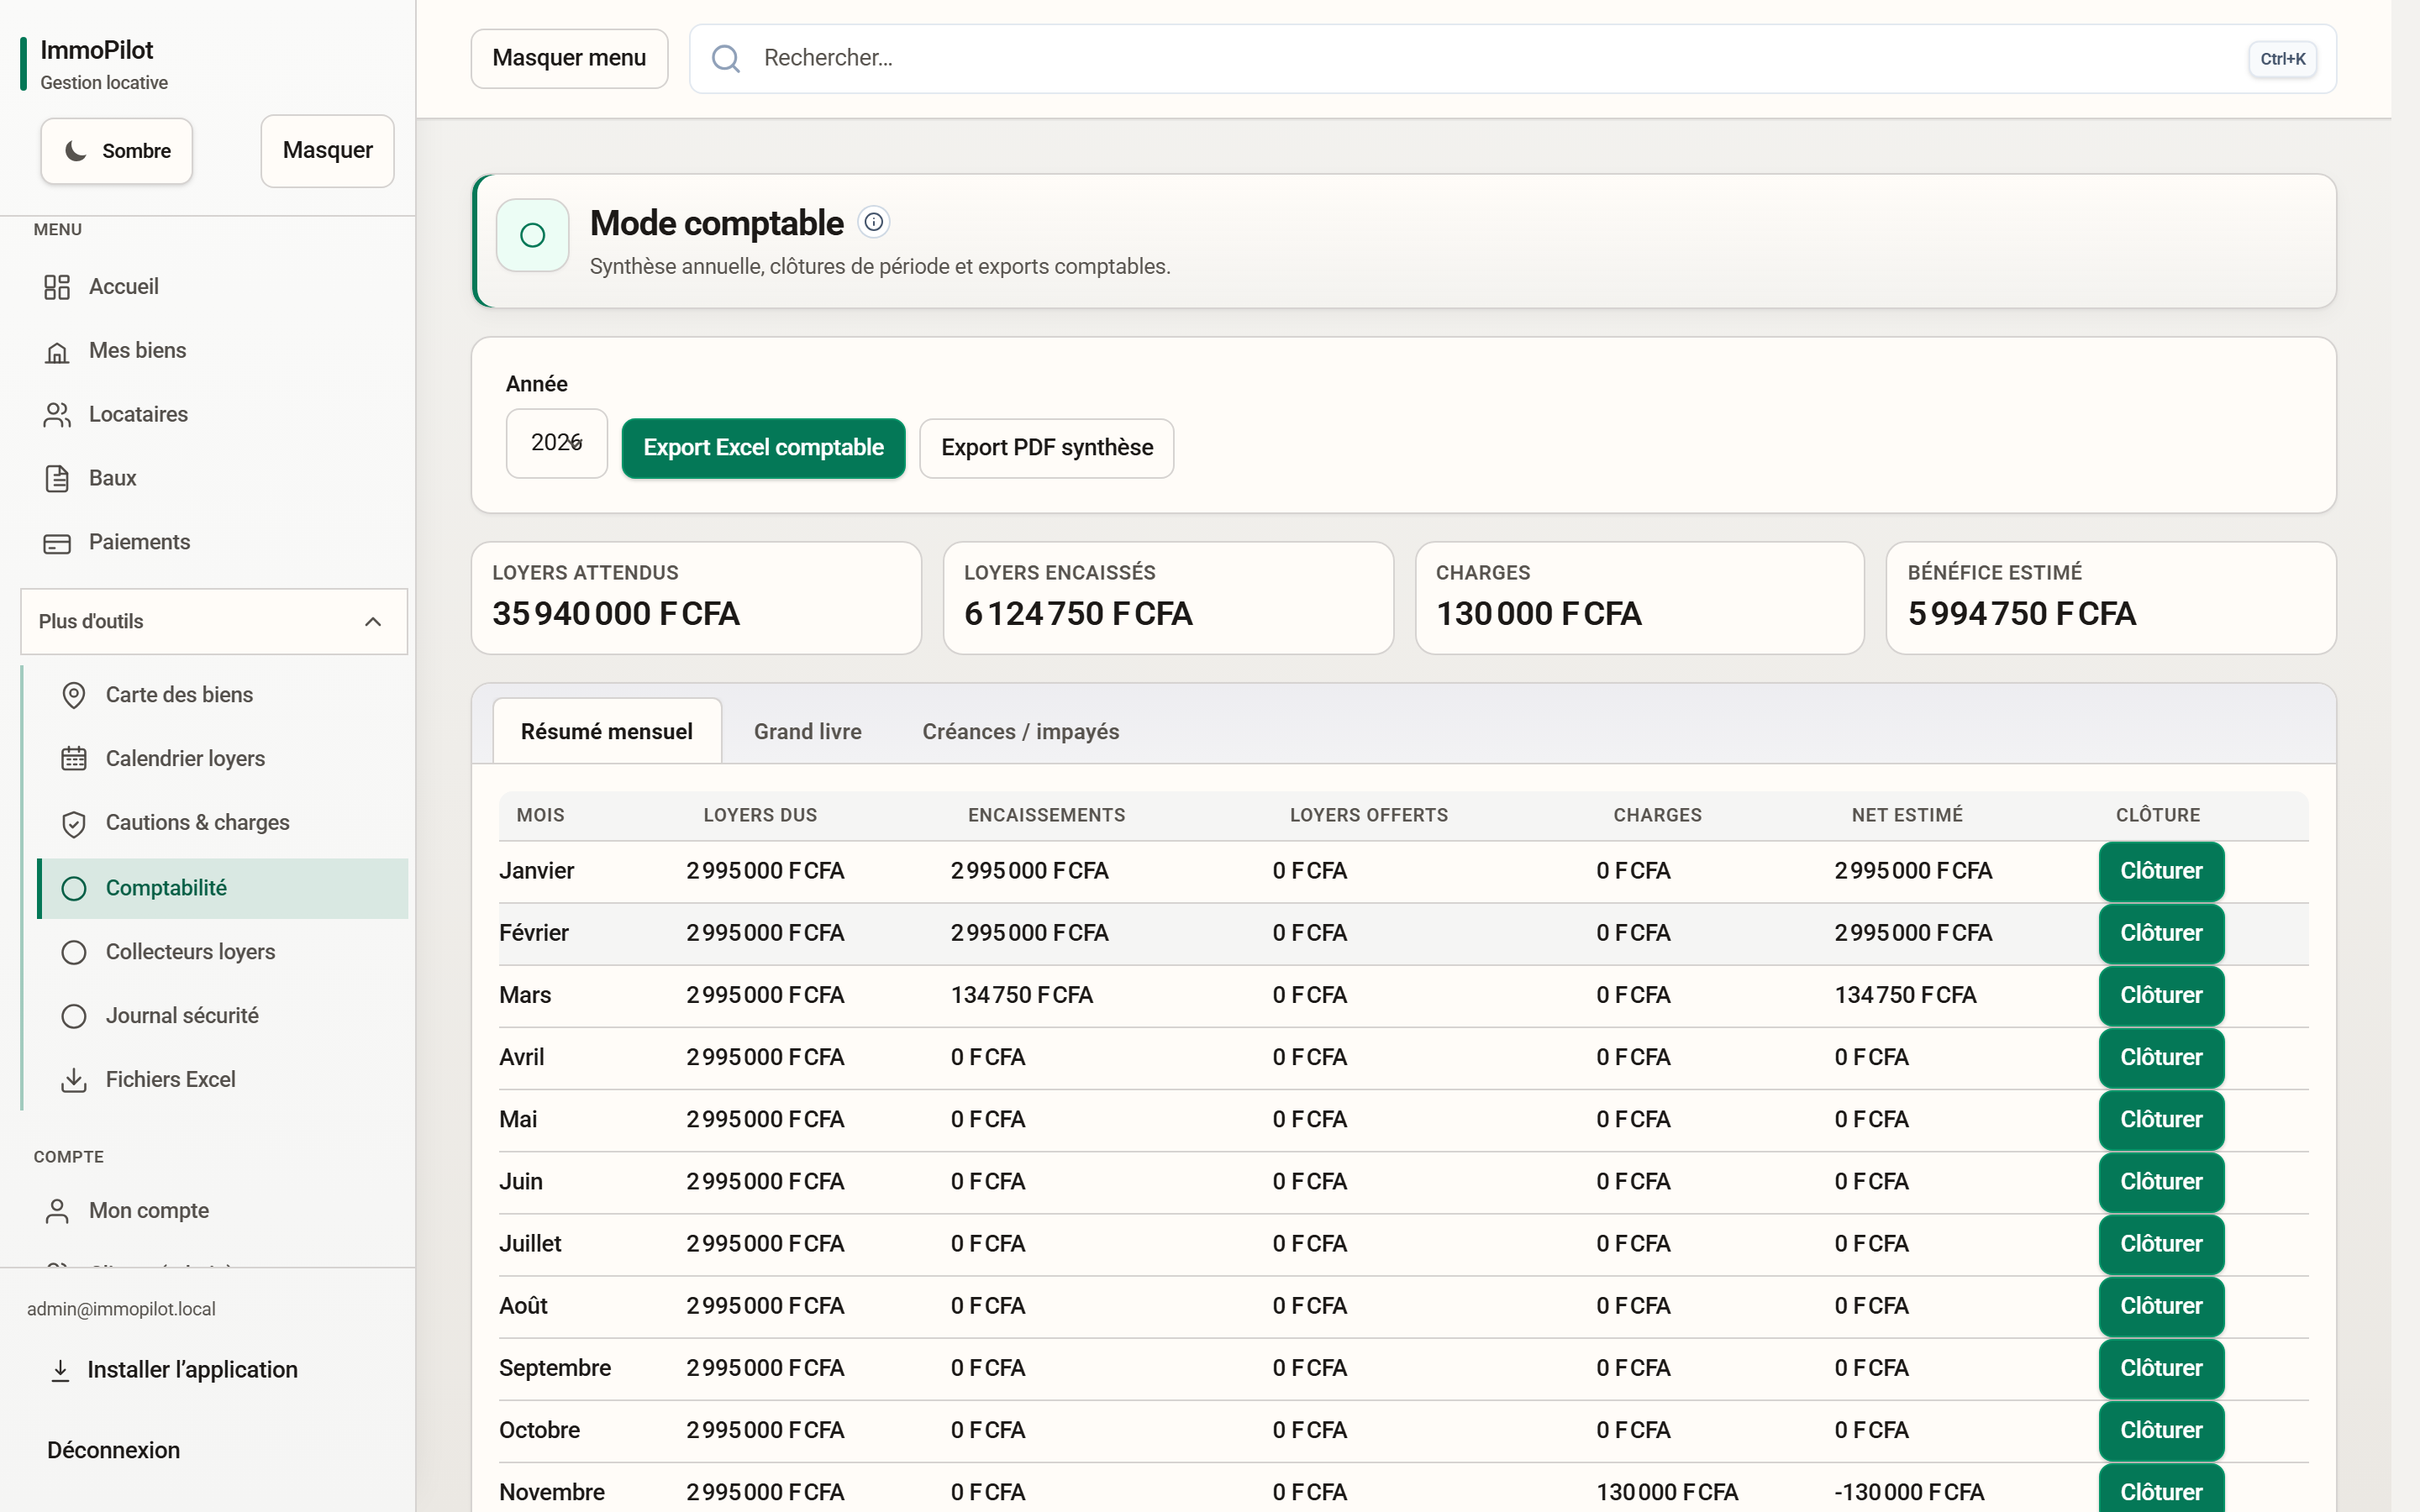 ImmoPilot
Gestion locative
Sombre
Masquer
MENU
Accueil
Mes biens
Locataires
Baux
Paiements
Plus d'outils
Carte des biens
Calendrier loyers
Cautions & charges
Comptabilité
Collecteurs loyers
Journal sécurité
Fichiers Excel
COMPTE
Mon compte
admin@immopilot.local
Installer l’application
Déconnexion
Masquer menu
Rechercher...
Ctrl+K
Mode comptable
Synthèse annuelle, clôtures de période et exports comptables.
Année
2026
Export Excel comptable
Export PDF synthèse
LOYERS ATTENDUS
35 940 000 F CFA
LOYERS ENCAISSÉS
6 124 750 F CFA
CHARGES
130 000 F CFA
BÉNÉFICE ESTIMÉ
5 994 750 F CFA
Résumé mensuel Grand livre Créances / impayés
MOIS LOYERS DUS ENCAISSEMENTS LOYERS OFFERTS CHARGES NET ESTIMÉ CLÔTURE
Janvier 2 995 000 F CFA 2 995 000 F CFA 0 F CFA 0 F CFA 2 995 000 F CFA Clôturer
Février 2 995 000 F CFA 2 995 000 F CFA 0 F CFA 0 F CFA 2 995 000 F CFA Clôturer
Mars 2 995 000 F CFA 134 750 F CFA 0 F CFA 0 F CFA 134 750 F CFA Clôturer
Avril 2 995 000 F CFA 0 F CFA 0 F CFA 0 F CFA 0 F CFA Clôturer
Mai 2 995 000 F CFA 0 F CFA 0 F CFA 0 F CFA 0 F CFA Clôturer
Juin 2 995 000 F CFA 0 F CFA 0 F CFA 0 F CFA 0 F CFA Clôturer
Juillet 2 995 000 F CFA 0 F CFA 0 F CFA 0 F CFA 0 F CFA Clôturer
Août 2 995 000 F CFA 0 F CFA 0 F CFA 0 F CFA 0 F CFA Clôturer
Septembre 2 995 000 F CFA 0 F CFA 0 F CFA 0 F CFA 0 F CFA Clôturer
Octobre 2 995 000 F CFA 0 F CFA 0 F CFA 0 F CFA 0 F CFA Clôturer
Novembre 2 995 000 F CFA 0 F CFA 0 F CFA 130 000 F CFA -130 000 F CFA Clôturer